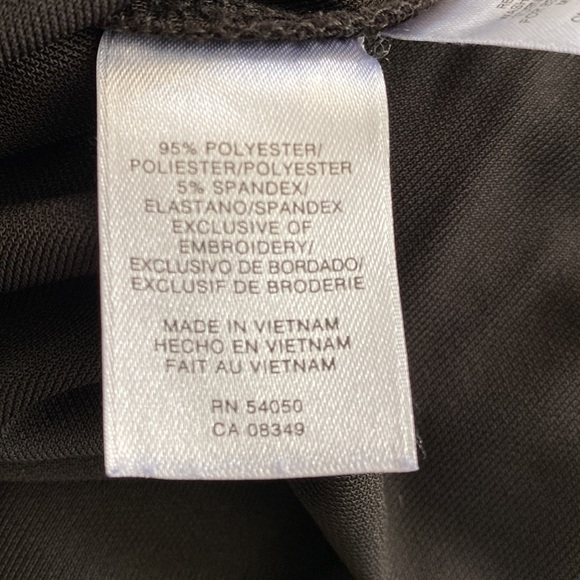 95% POLYESTER/
POLIESTER/POLYESTER
5% SPANDEX/
ELASTANO/SPANDEX
EXCLUSIVE OF
EMBROIDERY/
EXCLUSIVO DE BORDADO/
EXCLUSIF DE BRODERIE
MADE IN VIETNAM
HECHO EN VIETNAM
FAIT AU VIETNAM
RN 54050
CA 08349